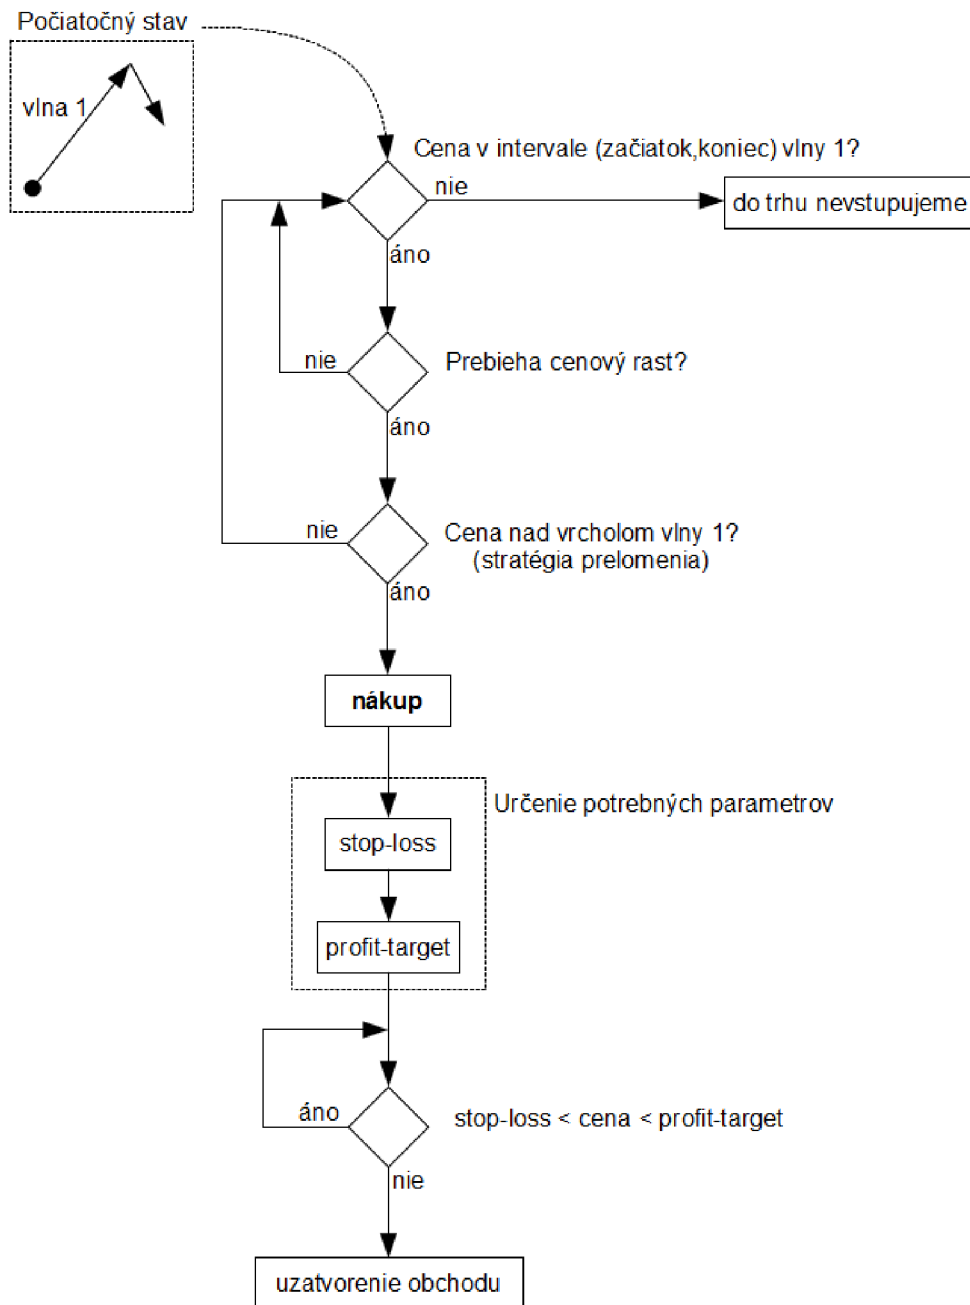 Počiatočný stav
vlna 1
Cena v intervale (začiatok,koniec) vlny 1?
nie
do trhu nevstupujeme
áno
nie
Prebieha cenový rast?
áno
nie
Cena nad vrcholom vlny 1?
(stratégia prelomenia)
áno
nákup
Určenie potrebných parametrov
stop-loss
profit-target
áno
stop-loss < cena < profit-target
nie
uzatvorenie obchodu